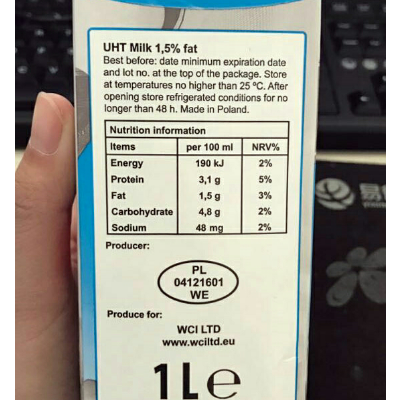 UHT Milk 1,5% fat
Best before: date minimum expiration date
and lot no. at the top of the package. Store
at temperatures no higher than 25 ºC. After
opening store refrigerated conditions for no
longer than 48 h. Made in Poland.
Nutrition information
Items per 100 ml NRV%
Energy 190 kJ 2%
Protein 3,1 g 5%
Fat 1,5 g 3%
Carbohydrate 4,8 g 2%
Sodium 48 mg 2%
Producer:
PL
04121601
WE
Produce for:
WCI LTD
www.wciltd.eu
1L e